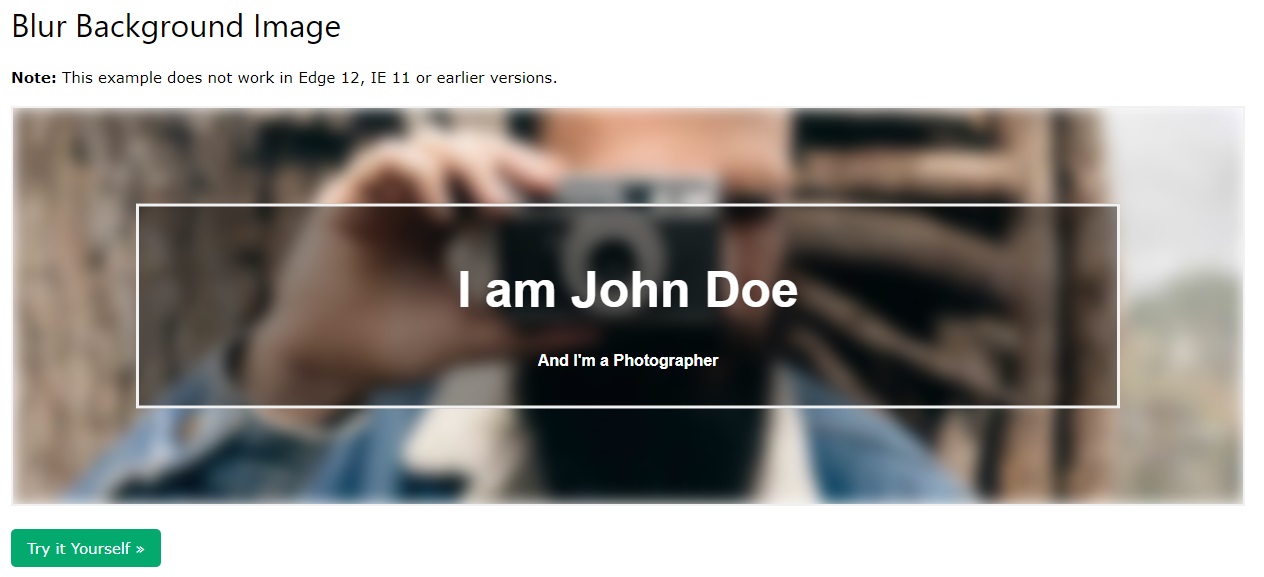 Blur Background Image
Note: This example does not work in Edge 12, IE 11 or earlier versions.
I am John Doe
And I'm a Photographer
Try it Yourself »